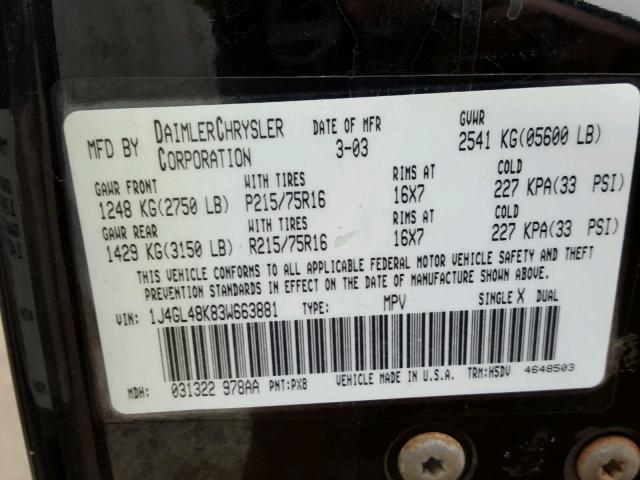 MFD BY DAIMLERCHRYSLER CORPORATION DATE OF MFR 3-03 GVWR 2541 KG(05600 LB)
GAWR FRONT WITH TIRES RIMS AT COLD
1248 KG(2750 LB) P215/75R16 16X7 227 KPA(33 PSI)
GAWR REAR WITH TIRES RIMS AT COLD
1429 KG(3150 LB) R215/75R16 16X7 227 KPA(33 PSI)
THIS VEHICLE CONFORMS TO ALL APPLICABLE FEDERAL MOTOR VEHICLE SAFETY AND THEFT
PREVENTION STANDARDS IN EFFECT ON THE DATE OF MANUFACTURE SHOWN ABOVE.
VIN: 1J4GL48K83W663881 TYPE: MPV SINGLE X DUAL
MDH: 031322 978AA PNT:PX8 VEHICLE MADE IN U.S.A. TRM:H5DV 4648503